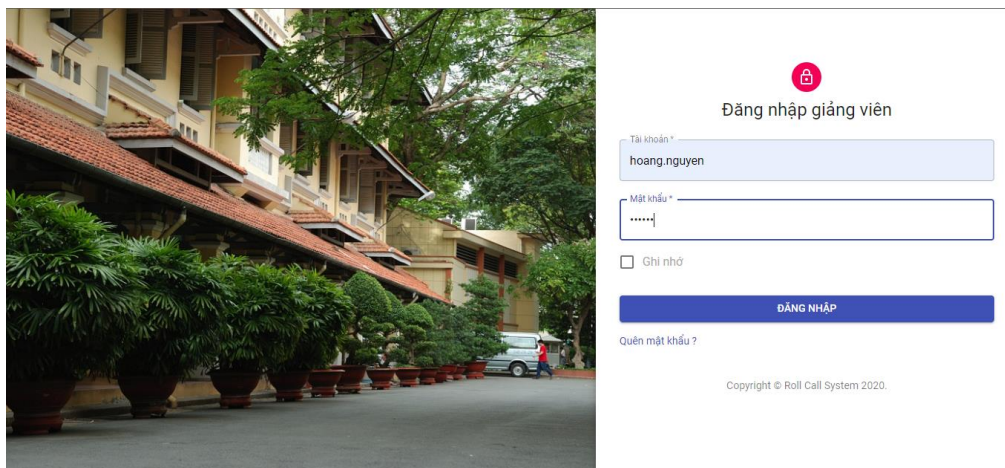 Đăng nhập giảng viên
Tài khoản *
hoang.nguyen
Mật khẩu *
••••••
Ghi nhớ
ĐĂNG NHẬP
Quên mật khẩu ?
Copyright © Roll Call System 2020.